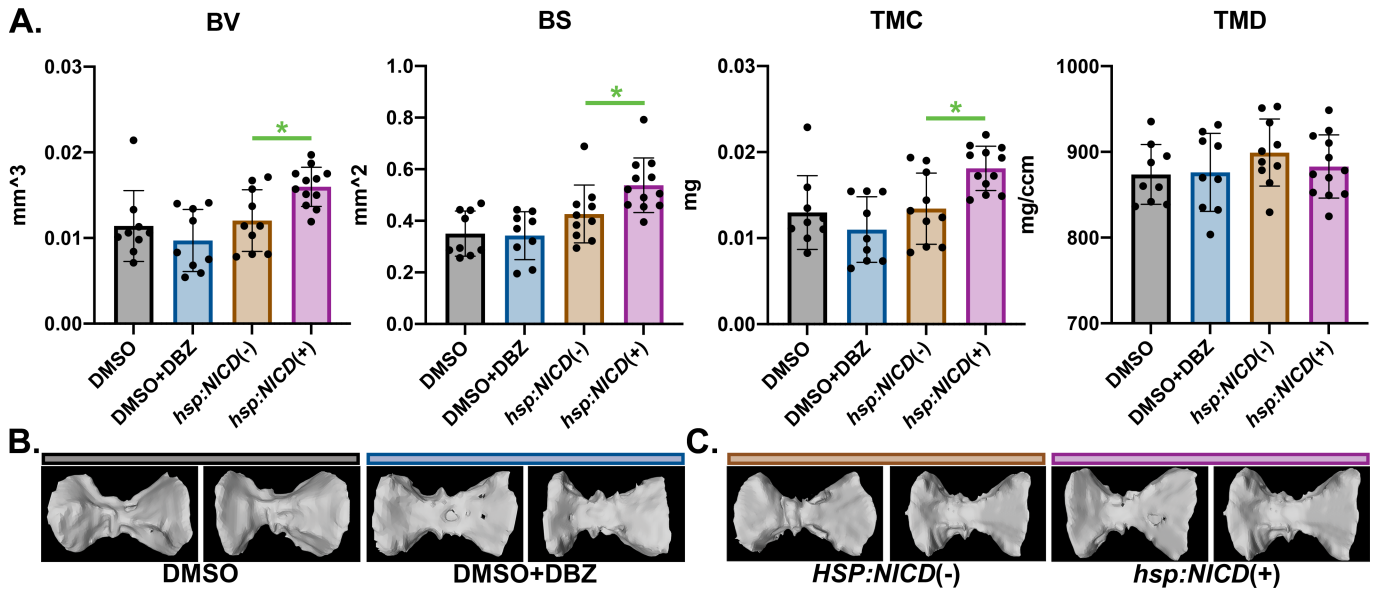 A.
BV
BS
TMC
TMD
mm^3
0.03
0.02
0.01
0.00
*
DMSO
DMSO+DBZ
hsp:NICD(-)
hsp:NICD(+)
mm^2
1.0
0.8
0.6
0.4
0.2
0.0
*
DMSO
DMSO+DBZ
hsp:NICD(-)
hsp:NICD(+)
mg
0.03
0.02
0.01
0.00
*
DMSO
DMSO+DBZ
hsp:NICD(-)
hsp:NICD(+)
mg/ccm
1000
900
800
700
DMSO
DMSO+DBZ
hsp:NICD(-)
hsp:NICD(+)
B.
DMSO
DMSO+DBZ
C.
HSP:NICD(-)
hsp:NICD(+)